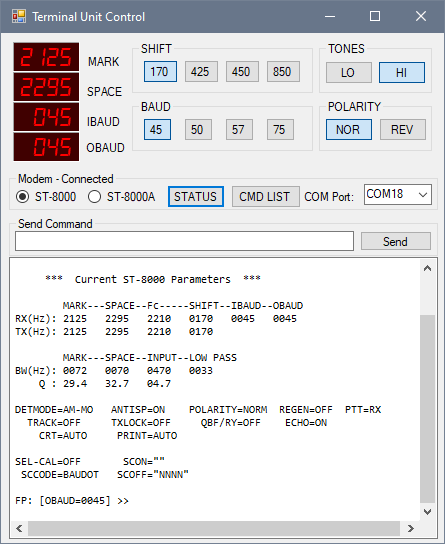 Terminal Unit Control
2125 MARK
2295 SPACE
045 IBAUD
045 OBAUD
SHIFT
170 425 450 850
TONES
LO HI
BAUD
45 50 57 75
POLARITY
NOR REV
Modem - Connected
ST-8000 ST-8000A STATUS CMD LIST COM Port: COM18
Send Command
Send
*** Current ST-8000 Parameters ***
MARK---SPACE--Fc-----SHIFT--IBAUD--OBAUD
RX(Hz): 2125 2295 2210 0170 0045 0045
TX(Hz): 2125 2295 2210 0170
MARK---SPACE--INPUT--LOW PASS
BW(Hz): 0072 0070 0470 0033
Q : 29.4 32.7 04.7
DETMODE=AM-MO ANTISP=ON POLARITY=NORM REGEN=OFF PTT=RX
TRACK=OFF TXLOCK=OFF QBF/RY=OFF ECHO=ON
CRT=AUTO PRINT=AUTO
SEL-CAL=OFF SCON=""
SCCODE=BAUDOT SCOFF="NNNN"
FP: [OBAUD=0045] >>